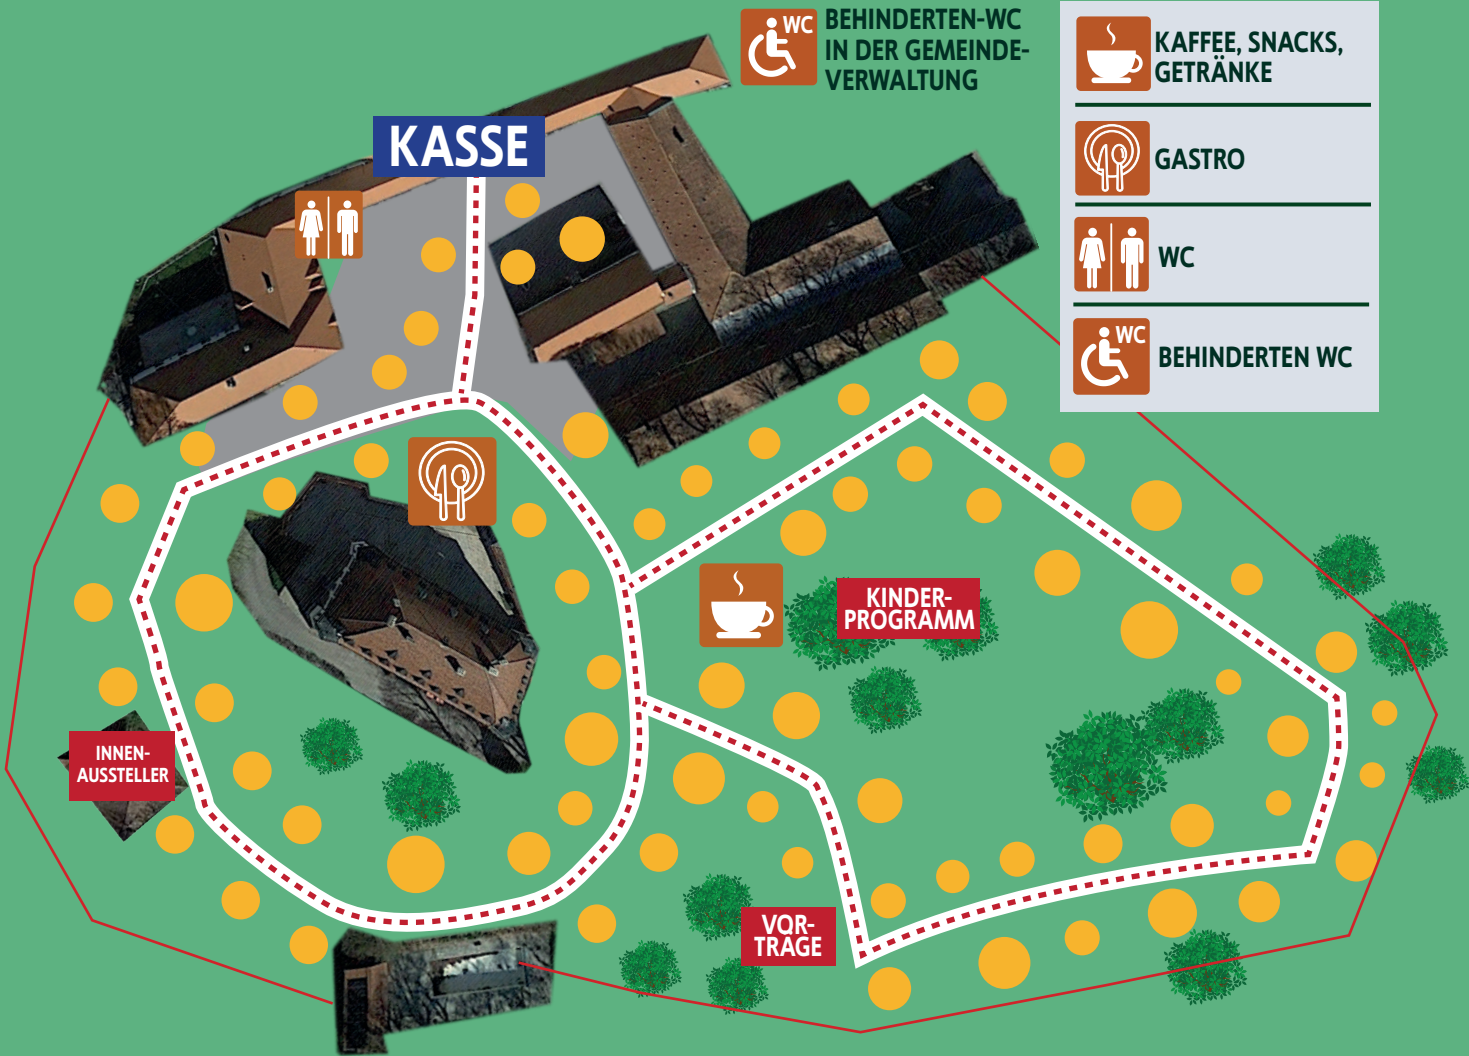 WC
BEHINDERTEN-WC
IN DER GEMEINDE-
VERWALTUNG
KAFFEE, SNACKS,
GETRÄNKE
GASTRO
WC
WC
BEHINDERTEN WC
KASSE
KINDER-
PROGRAMM
INNEN-
AUSSTELLER
VOR-
TRÄGE